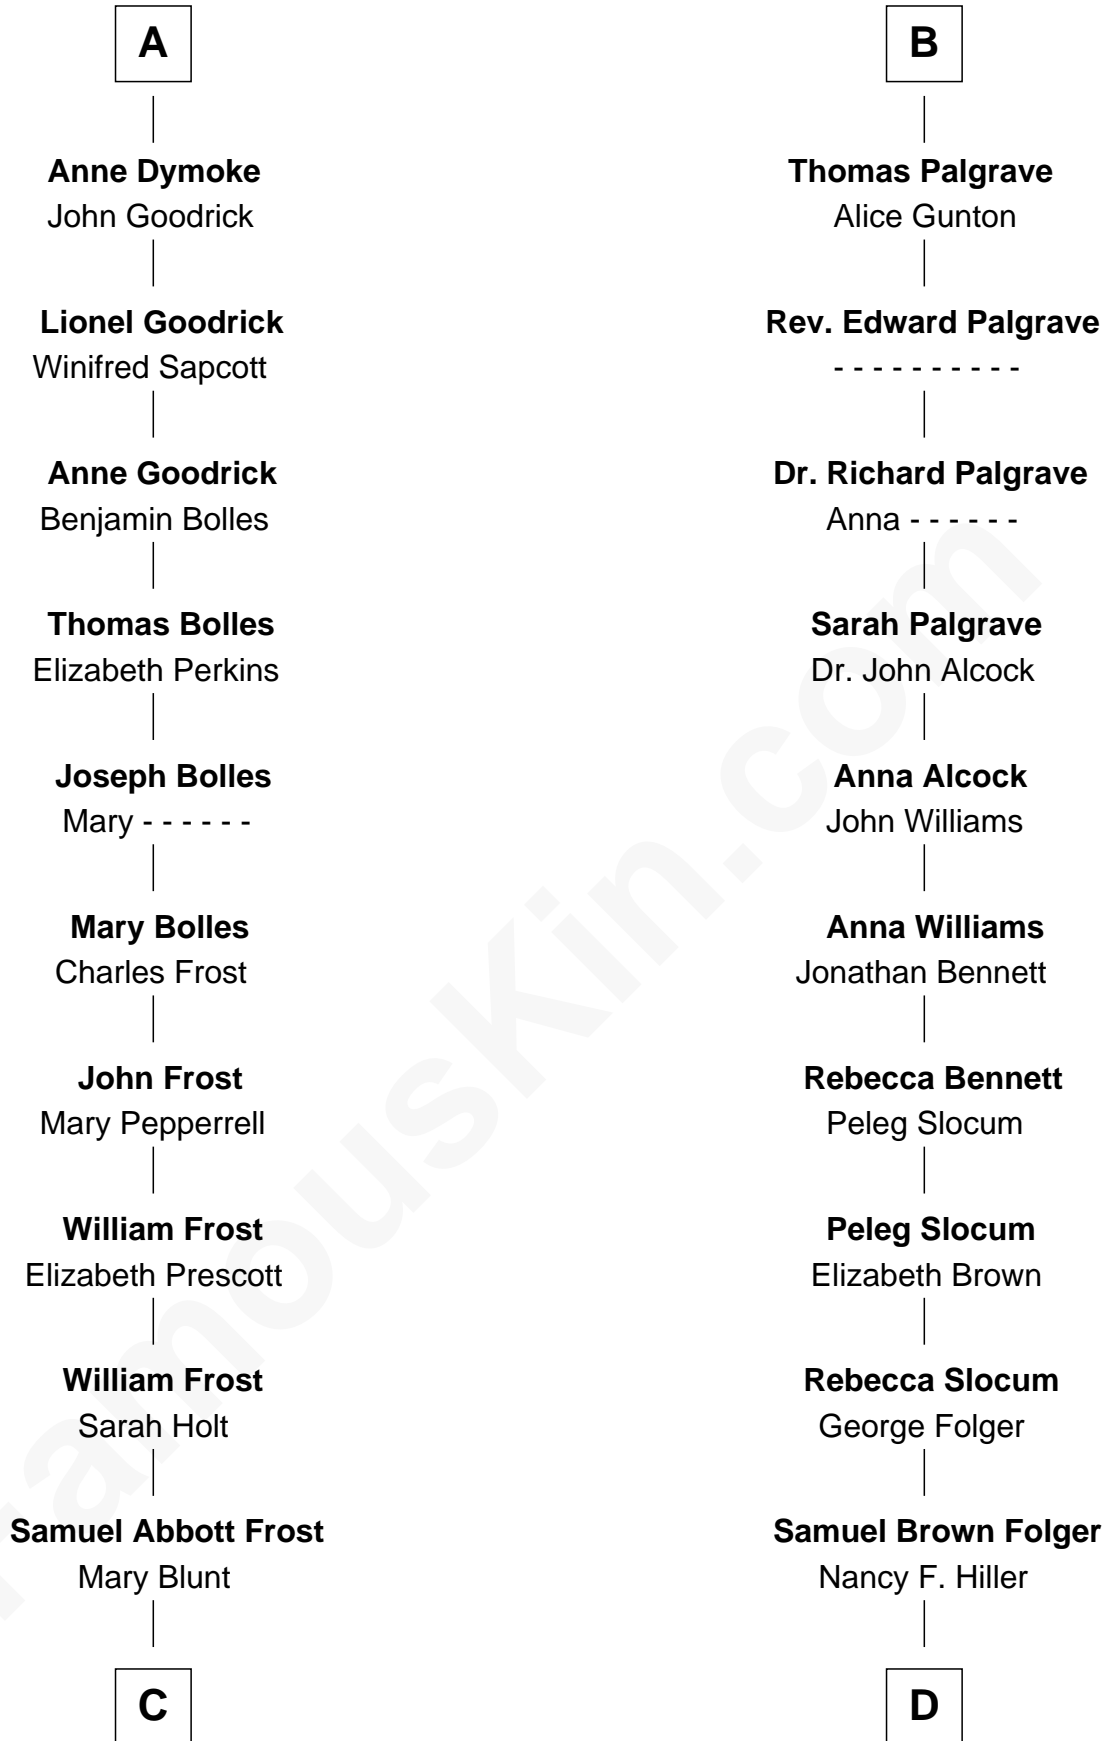 A
Anne Dymoke
John Goodrick
Lionel Goodrick
Winifred Sapcott
Anne Goodrick
Benjamin Bolles
Thomas Bolles
Elizabeth Perkins
Joseph Bolles
Mary - - - - - -
Mary Bolles
Charles Frost
John Frost
Mary Pepperrell
William Frost
Elizabeth Prescott
William Frost
Sarah Holt
Samuel Abbott Frost
Mary Blunt
C
B
Thomas Palgrave
Alice Gunton
Rev. Edward Palgrave
- - - - - - - - - -
Dr. Richard Palgrave
Anna - - - - - -
Sarah Palgrave
Dr. John Alcock
Anna Alcock
John Williams
Anna Williams
Jonathan Bennett
Rebecca Bennett
Peleg Slocum
Peleg Slocum
Elizabeth Brown
Rebecca Slocum
George Folger
Samuel Brown Folger
Nancy F. Hiller
D
FamousKin.com